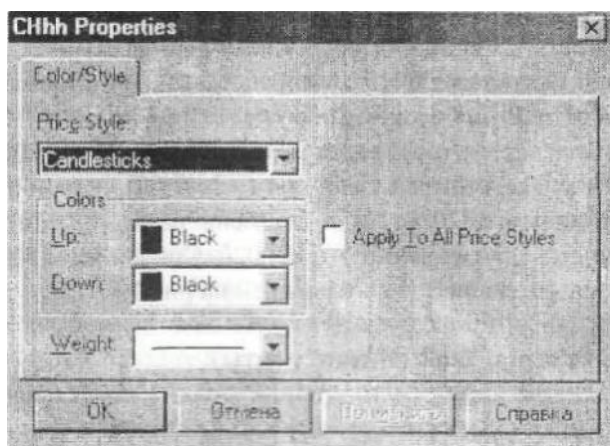 CHhh Properties
Color/Style
Price Style:
Candlesticks
Colors
Up: Black Apply To All Price Styles
Down: Black
Weight:
OK Отмена Справка